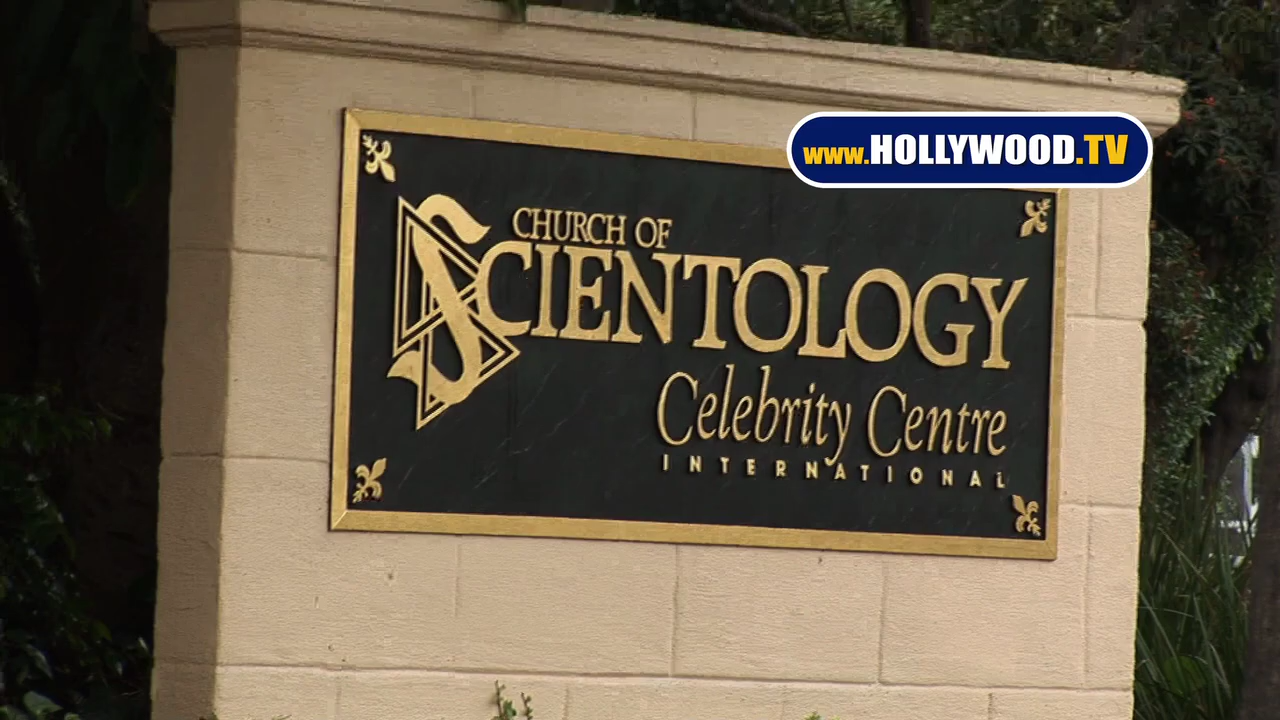 www.HOLLYWOOD.TV
CHURCH OF
SCIENTOLOGY
Celebrity Centre
INTERNATIONAL